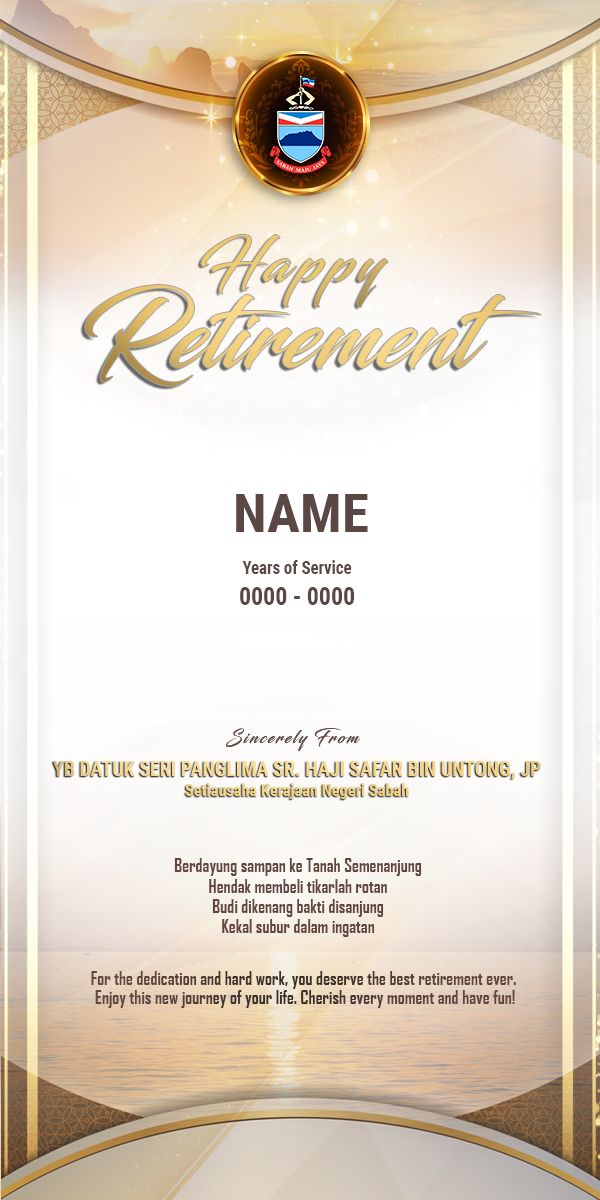 SABAH MAJU JAYA
Happy
Retirement
NAME
Years of Service
0000 - 0000
Sincerely From
YB DATUK SERI PANGLIMA SR. HAJI SAFAR BIN UNTONG, JP
Setiausaha Kerajaan Negeri Sabah
Berdayung sampan ke Tanah Semenanjung
Hendak membeli tikarlah rotan
Budi dikenang bakti disanjung
Kekal subur dalam ingatan
For the dedication and hard work, you deserve the best retirement ever.
Enjoy this new journey of your life. Cherish every moment and have fun!